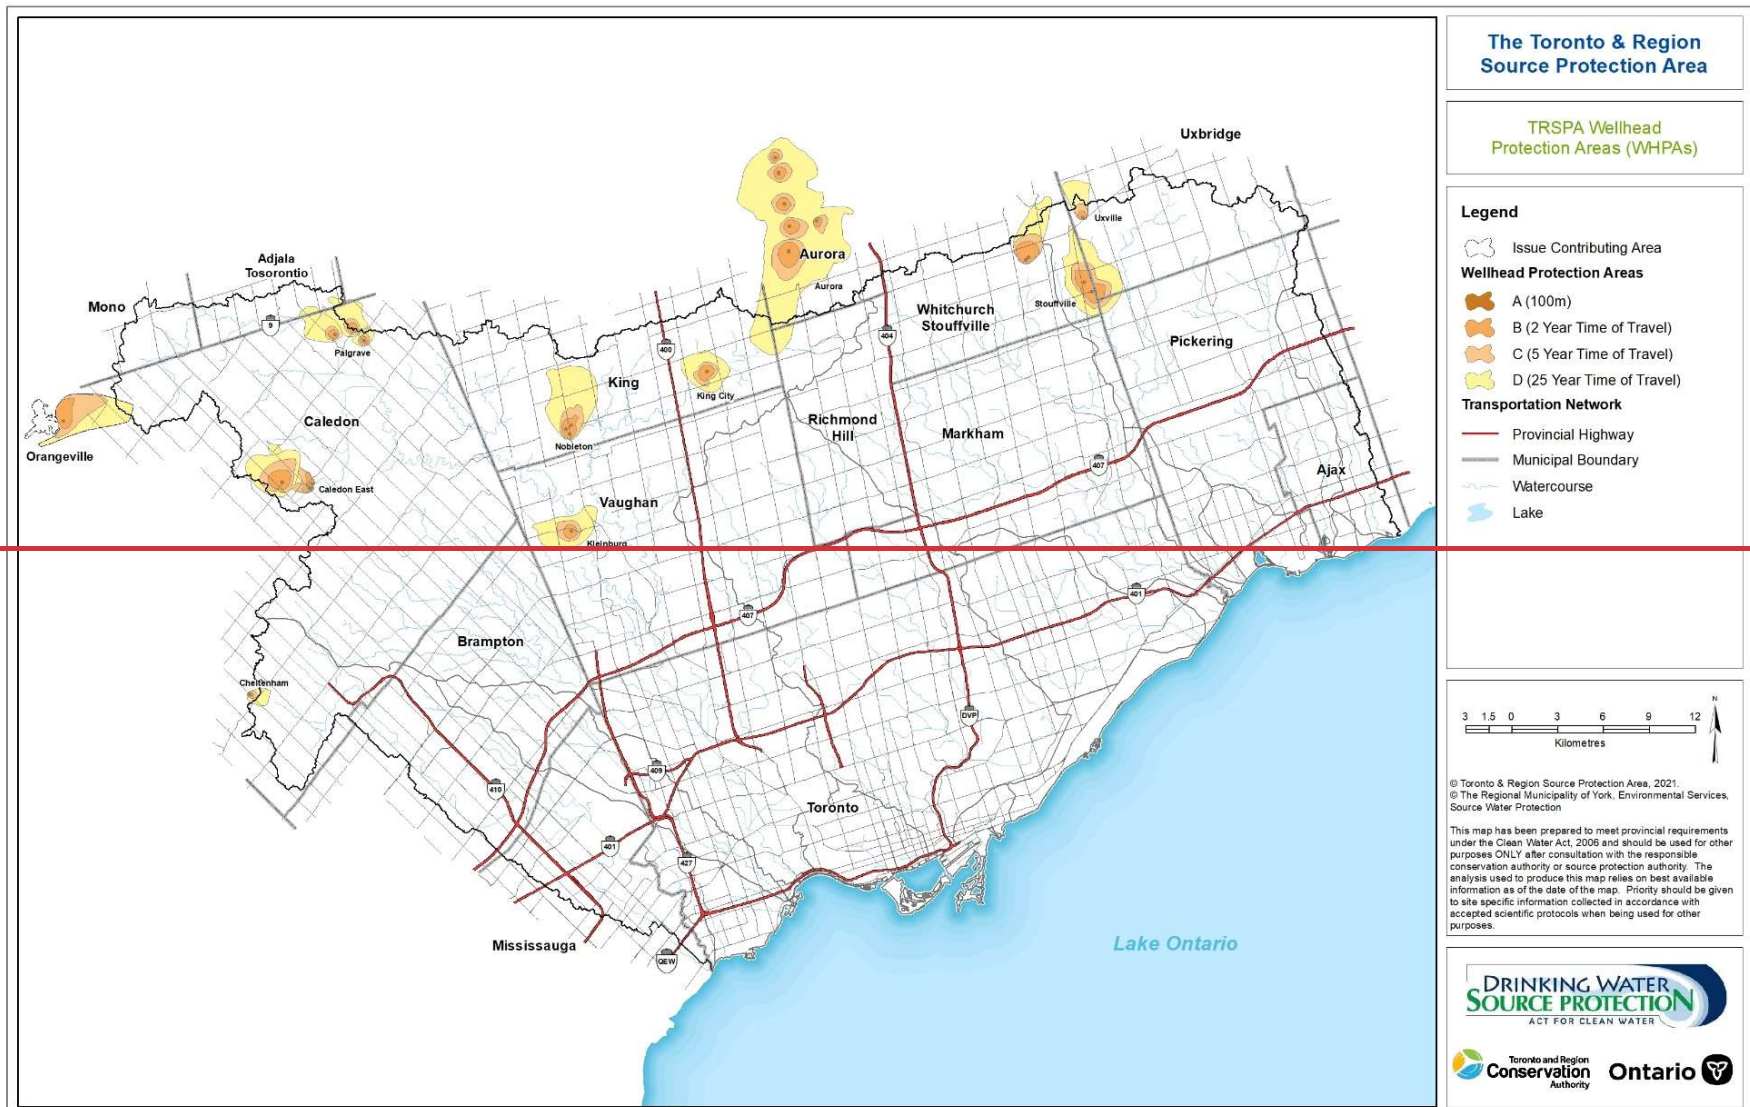 The Toronto & Region
Source Protection Area
TRSPA Wellhead
Protection Areas (WHPAs)
Legend
Issue Contributing Area
Wellhead Protection Areas
A (100m)
B (2 Year Time of Travel)
C (5 Year Time of Travel)
D (25 Year Time of Travel)
Transportation Network
Provincial Highway
Municipal Boundary
Watercourse
Lake
Uxbridge
Uxville
Adjala
Tosorontio
Mono
9
Palgrave
Aurora
Aurora
Stouffville
Whitchurch
Stouffville
404
400
Pickering
King
King City
Caledon
Richmond
Hill
Markham
Nobleton
Orangeville
407
Ajax
Caledon East
Vaughan
Kleinburg
401
407
Brampton
Cheltenham
DVP
409
410
Toronto
401
427
Mississauga
QEW
Lake Ontario
N
3 1.5 0 3 6 9 12
Kilometres
© Toronto & Region Source Protection Area, 2021.
© The Regional Municipality of York, Environmental Services,
Source Water Protection
This map has been prepared to meet provincial requirements
under the Clean Water Act, 2006 and should be used for other
purposes ONLY after consultation with the responsible
conservation authority or source protection authority. The
analysis used to produce this map relies on best available
information as of the date of the map. Priority should be given
to site specific information collected in accordance with
accepted scientific protocols when being used for other
purposes.
DRINKING WATER
SOURCE PROTECTION
ACT FOR CLEAN WATER
Toronto and Region
Conservation
Authority
Ontario